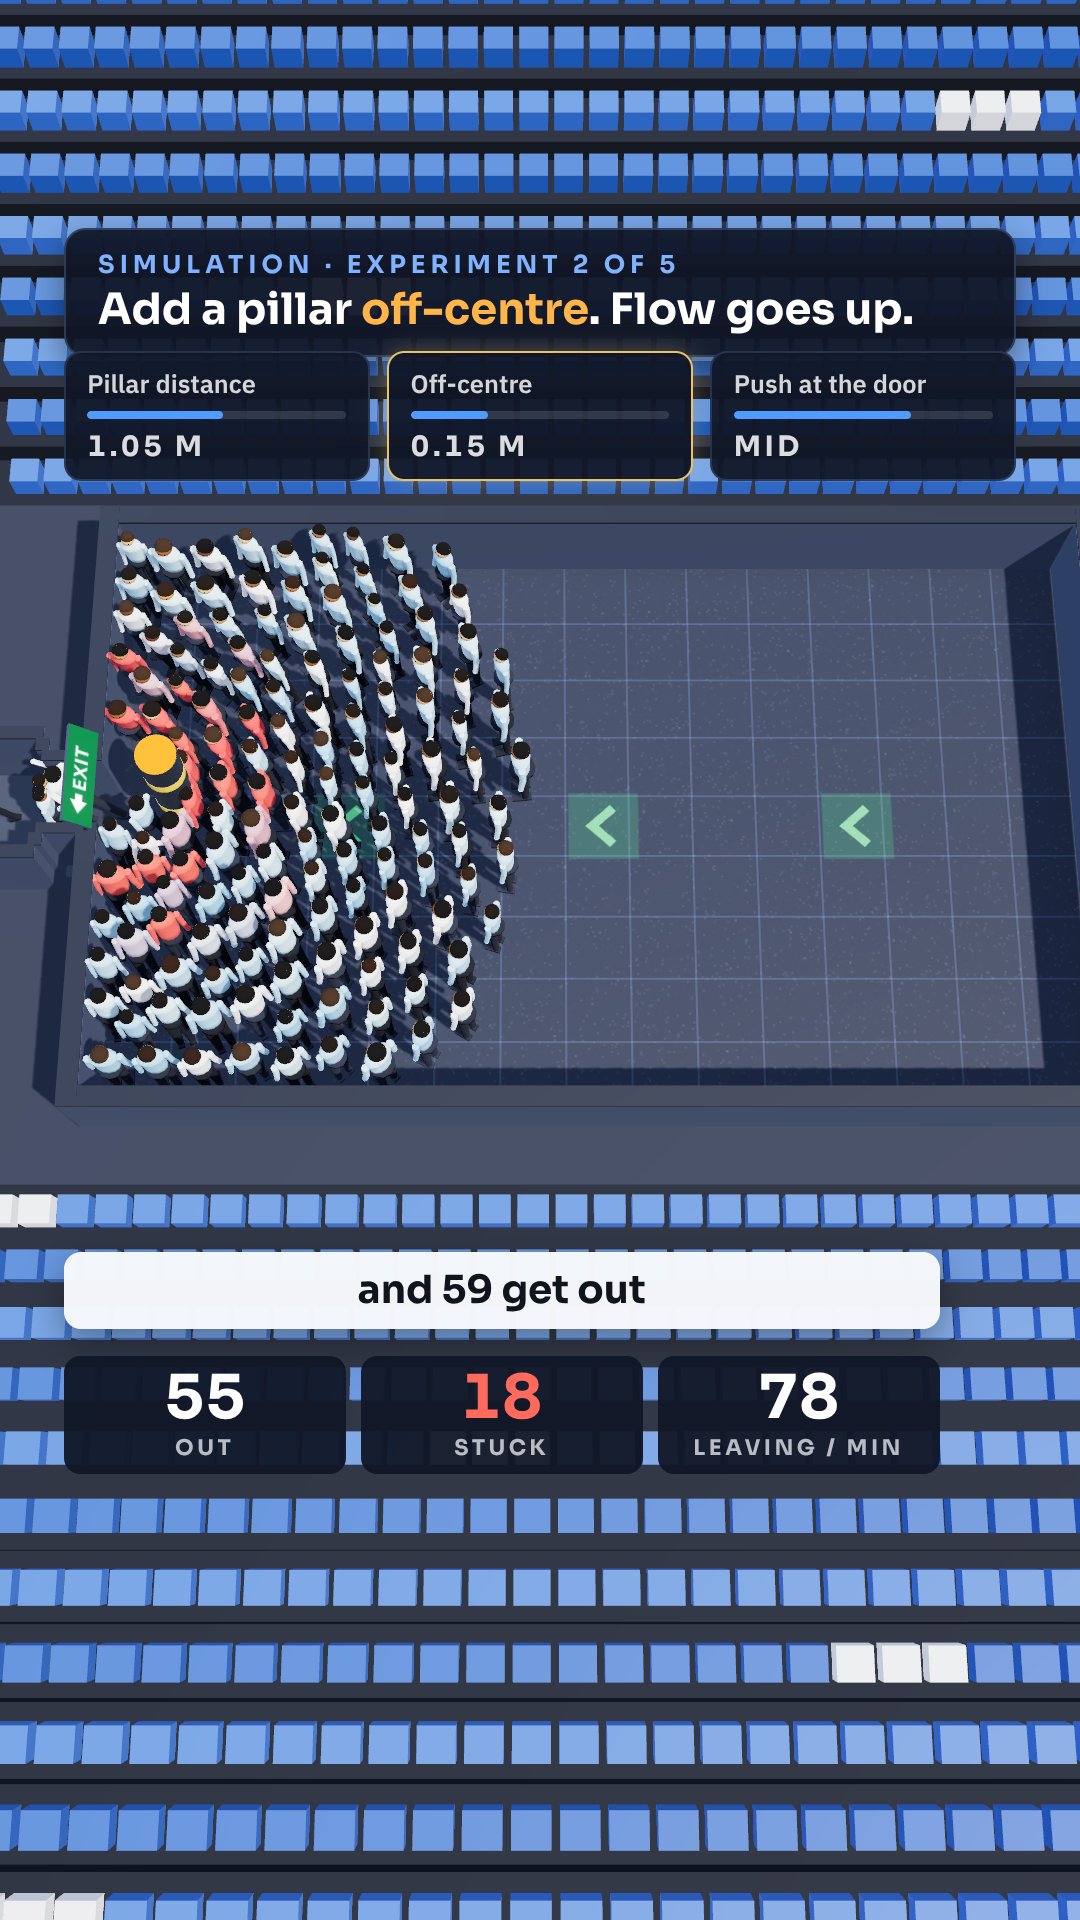 SIMULATION · EXPERIMENT 2 OF 5
Add a pillar off-centre. Flow goes up.
Pillar distance
1.05 M
Off-centre
0.15 M
Push at the door
MID
EXIT
and 59 get out
55
OUT
18
STUCK
78
LEAVING / MIN